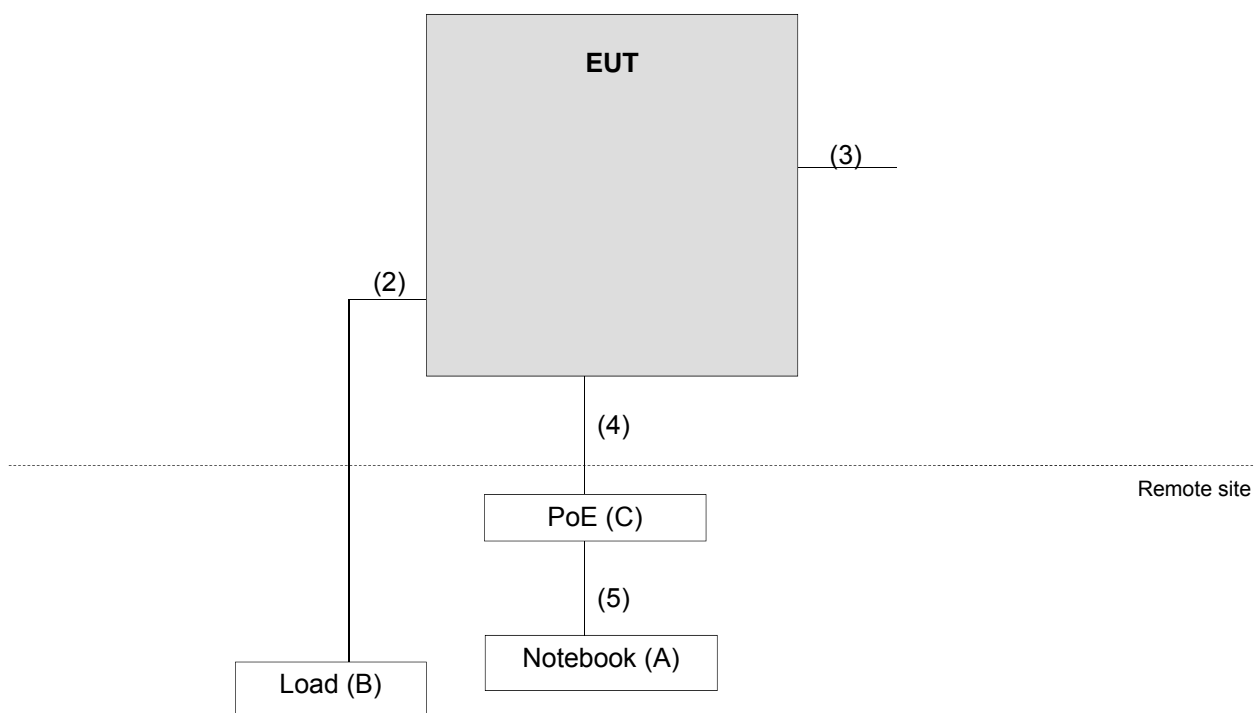 EUT
(3)
(2)
(4)
Remote site
PoE (C)
(5)
Notebook (A)
Load (B)